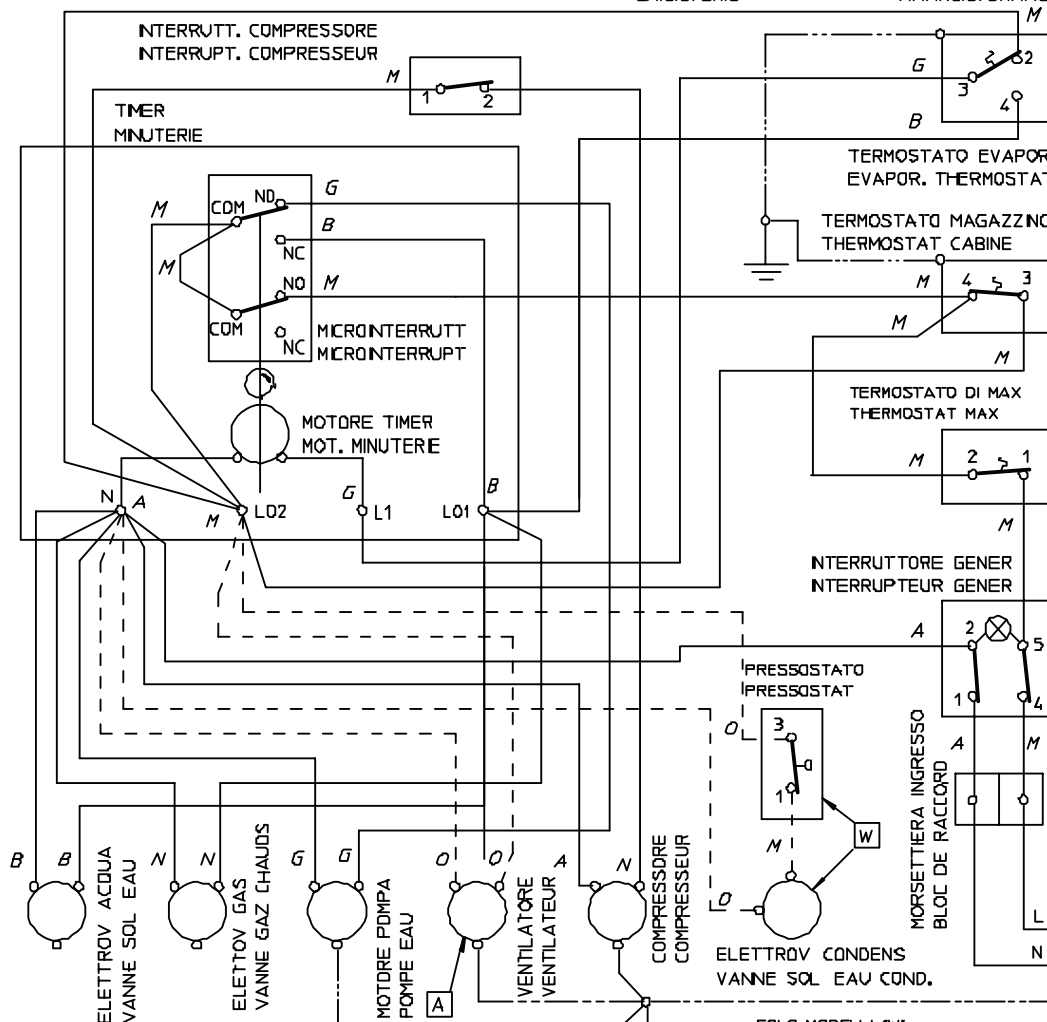 M
INTERRUTT. COMPRESSORE
INTERRUPT. COMPRESSEUR
M
1
2
G
2
3
4
B
TIMER
MINUTERIE
TERMOSTATO EVAPOR
EVAPOR. THERMOSTAT
M
COM
NO
G
B
NC
M
NO
M
COM
NC
MICROINTERRUTT
MICROINTERRUPT
TERMOSTATO MAGAZZINO
THERMOSTAT CABINE
M
4
3
M
M
MOTORE TIMER
MOT. MINUTERIE
TERMOSTATO DI MAX
THERMOSTAT MAX
M
2
1
N
A
M
LO2
G
L1
B
LO1
M
INTERRUTTORE GENER
INTERRUPTEUR GENER
A
2
5
1
4
PRESSOSTATO
PRESSOSTAT
O
3
1
M
W
A
M
MORSETTIERA INGRESSO
BLOC DE RACCORD
L
N
B
B
N
N
G
G
O
O
A
N
O
ELETTROV ACQUA
VANNE SOL EAU
ELETTOV GAS
VANNE GAZ CHAUDS
MOTORE POMPA
POMPE EAU
A
VENTILATORE
VENTILATEUR
COMPRESSORE
COMPRESSEUR
ELETTROV CONDENS
VANNE SOL EAU COND.